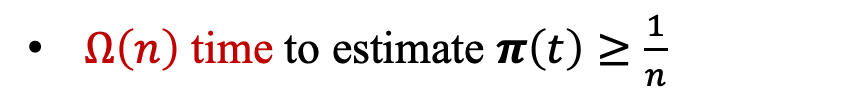 • Ω(n) time to estimate π(t) ≥ 1/n